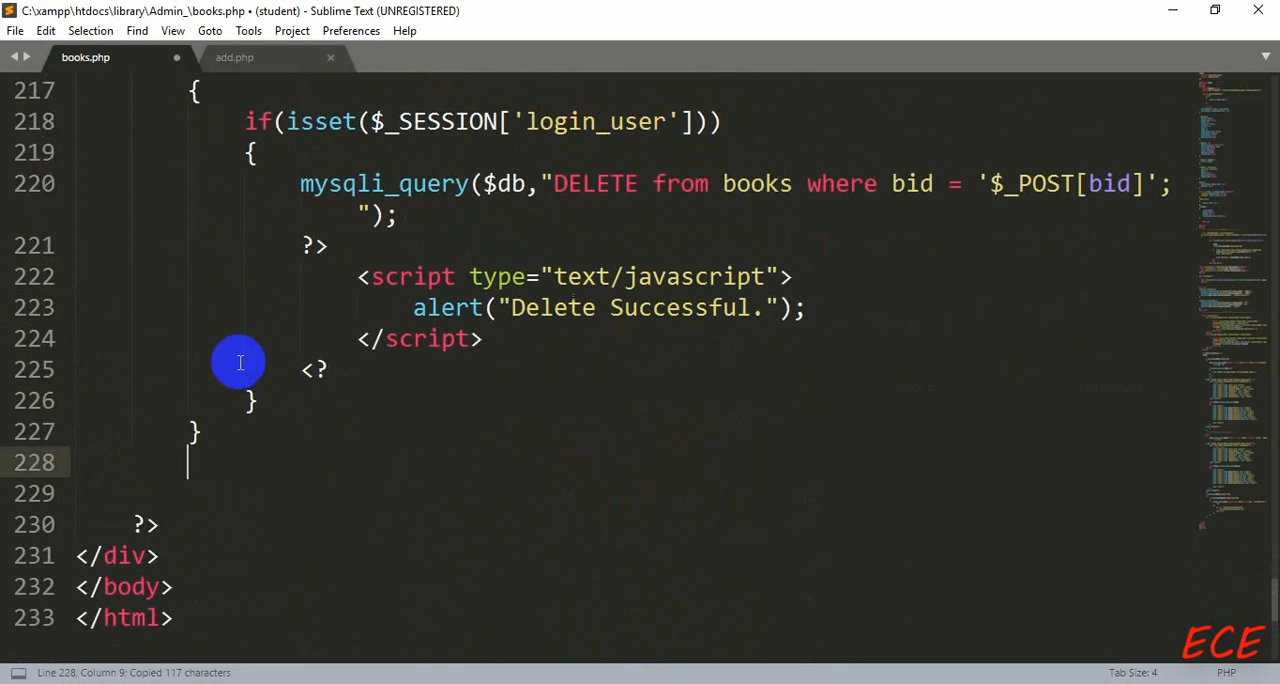 C:\xampp\htdocs\library\Admin_\books.php • (student) - Sublime Text (UNREGISTERED)
File Edit Selection Find View Goto Tools Project Preferences Help
books.php add.php
217 {
218 if(isset($_SESSION['login_user']))
219 {
220 mysqli_query($db,"DELETE from books where bid = '$_POST[bid]';
");
221 ?>
222 <script type="text/javascript">
223 alert("Delete Successful.");
224 </script>
225 <?
226 }
227 }
228
229
230 ?>
231 </div>
232 </body>
233 </html>
ECE
Line 228, Column 9; Copied 117 characters Tab Size: 4 PHP